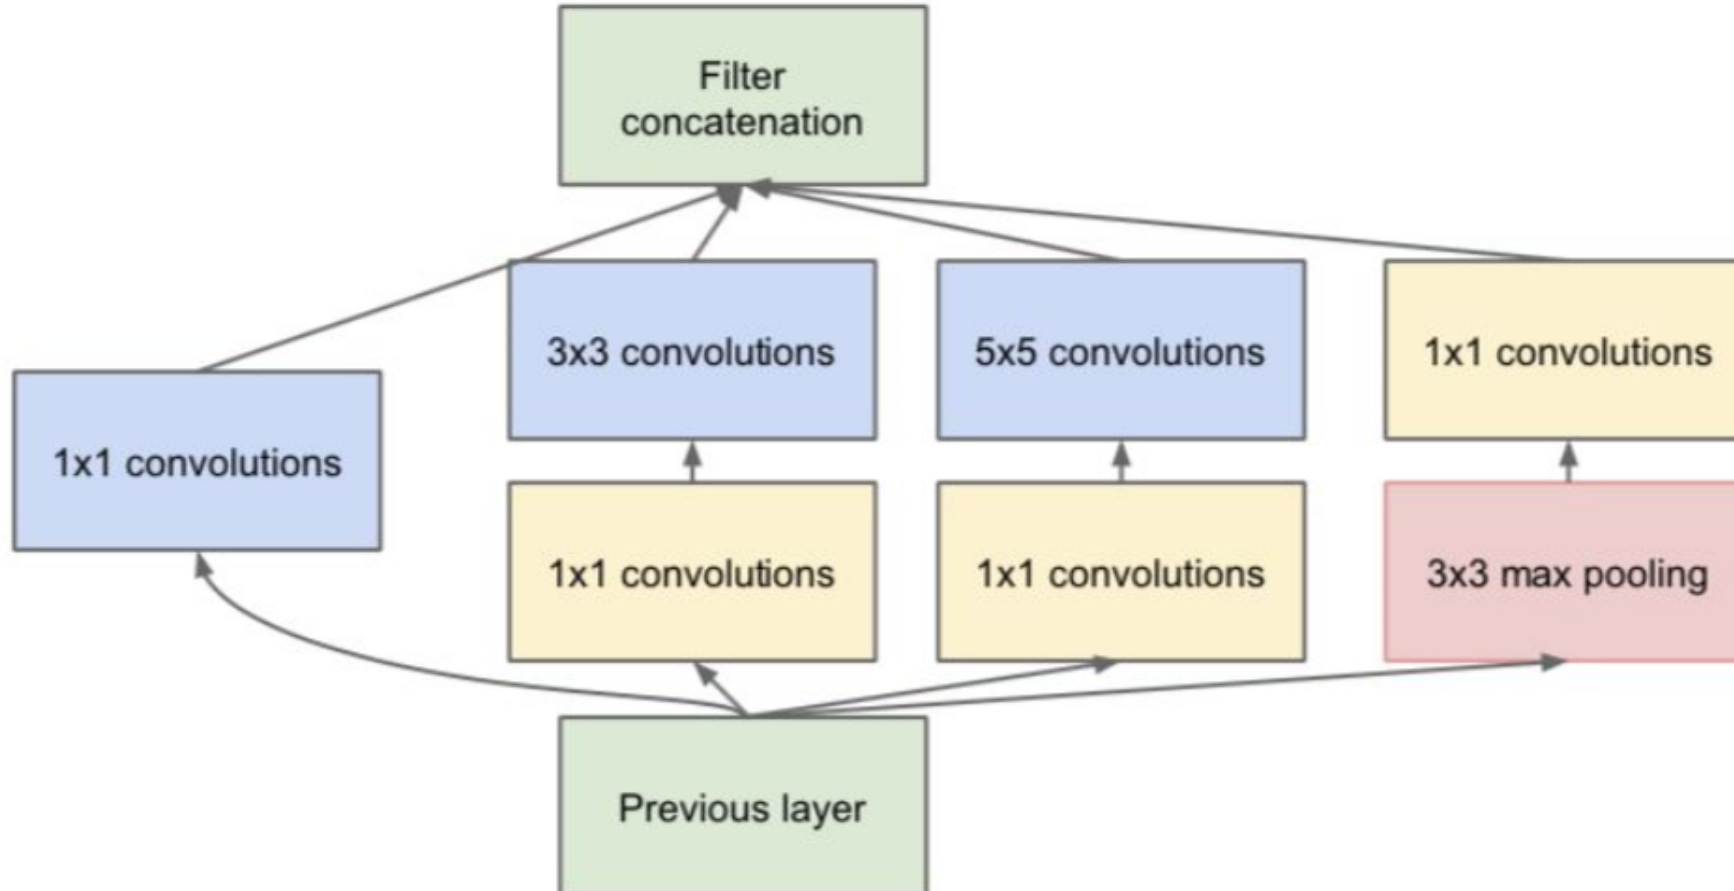 Filter
concatenation
3x3 convolutions
5x5 convolutions
1x1 convolutions
1x1 convolutions
1x1 convolutions
1x1 convolutions
3x3 max pooling
Previous layer